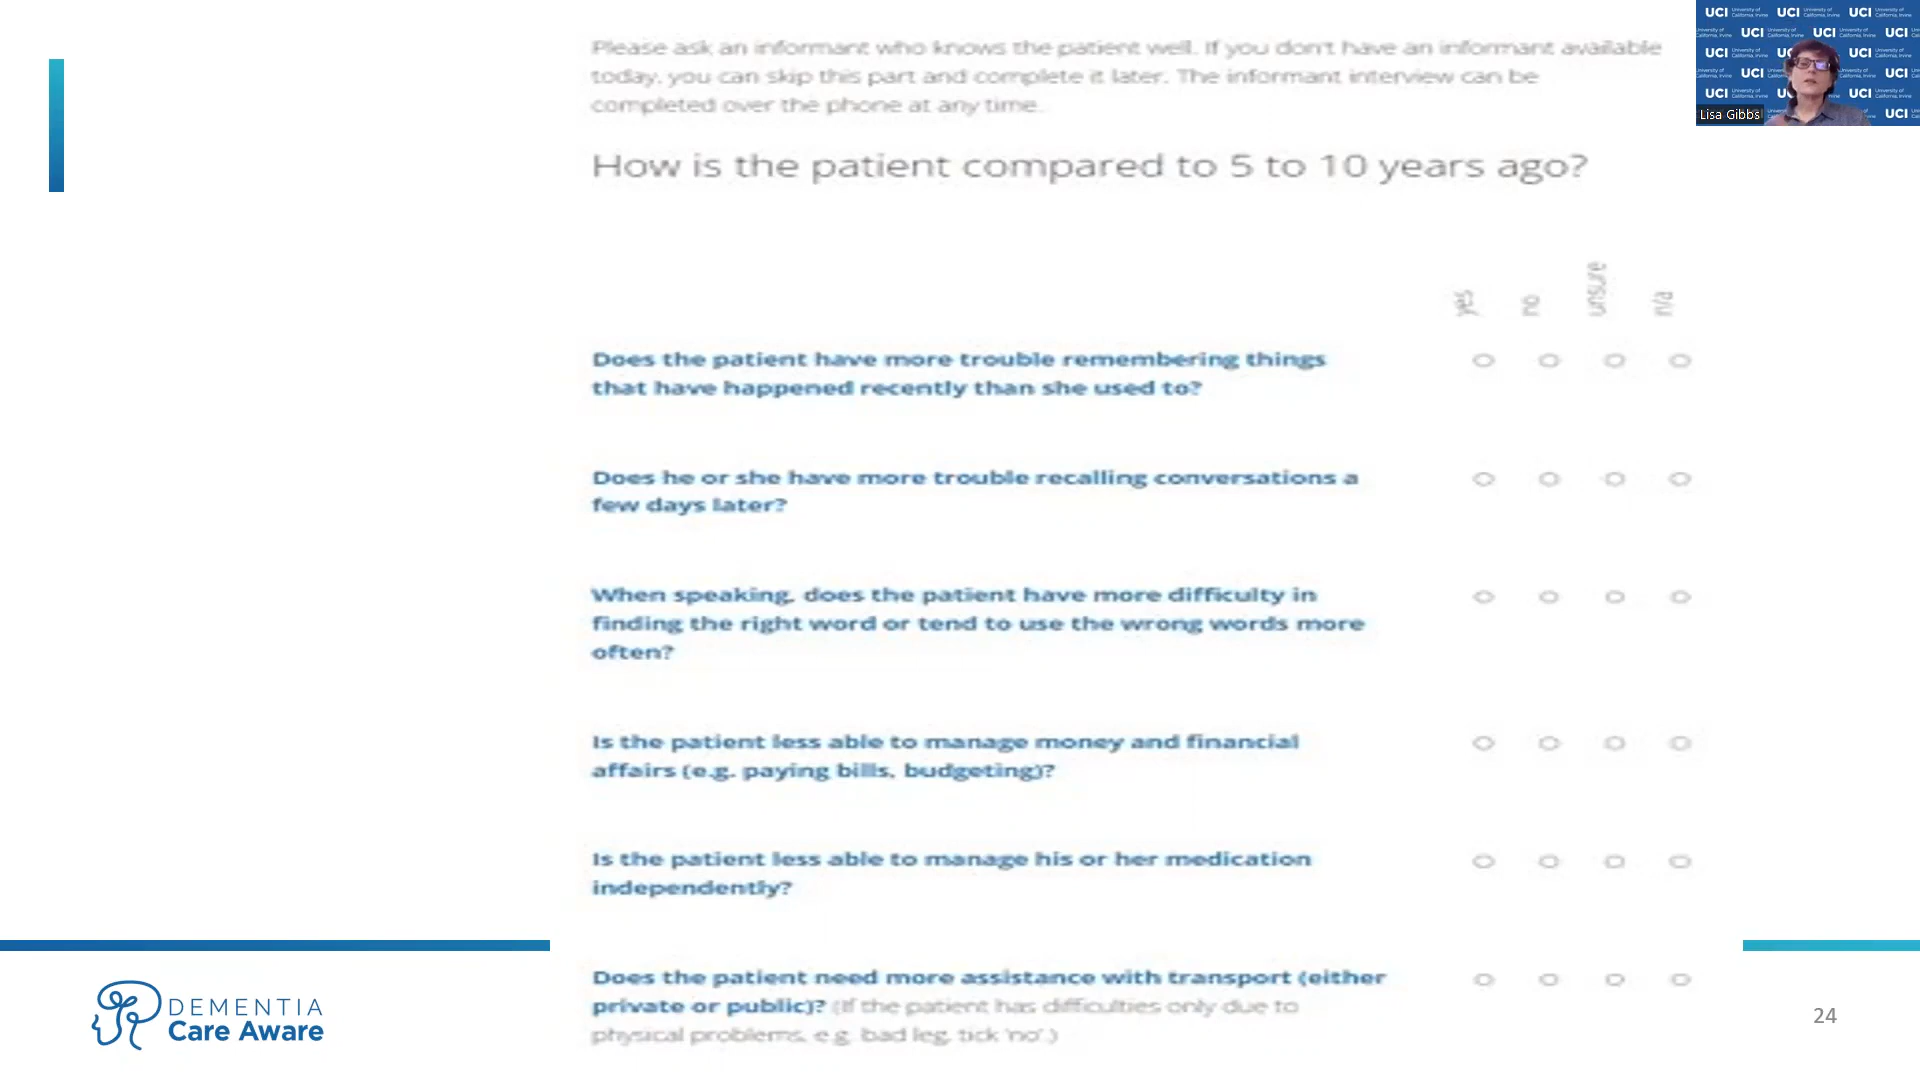 Please ask an informant who knows the patient well. If you don't have an informant available
today, you can skip this part and complete it later. The informant interview can be
completed over the phone at any time.
How is the patient compared to 5 to 10 years ago?
yes
no
unsure
n/a
Does the patient have more trouble remembering things
that have happened recently than she used to?
Does he or she have more trouble recalling conversations a
few days later?
When speaking, does the patient have more difficulty in
finding the right word or tend to use the wrong words more
often?
Is the patient less able to manage money and financial
affairs (e.g. paying bills, budgeting)?
Is the patient less able to manage his or her medication
independently?
Does the patient need more assistance with transport (either
private or public)? (If the patient has difficulties only due to
physical problems, e.g. bad leg, tick 'no'.)
DEMENTIA
Care Aware
24
UCI University of California, Irvine
Lisa Gibbs